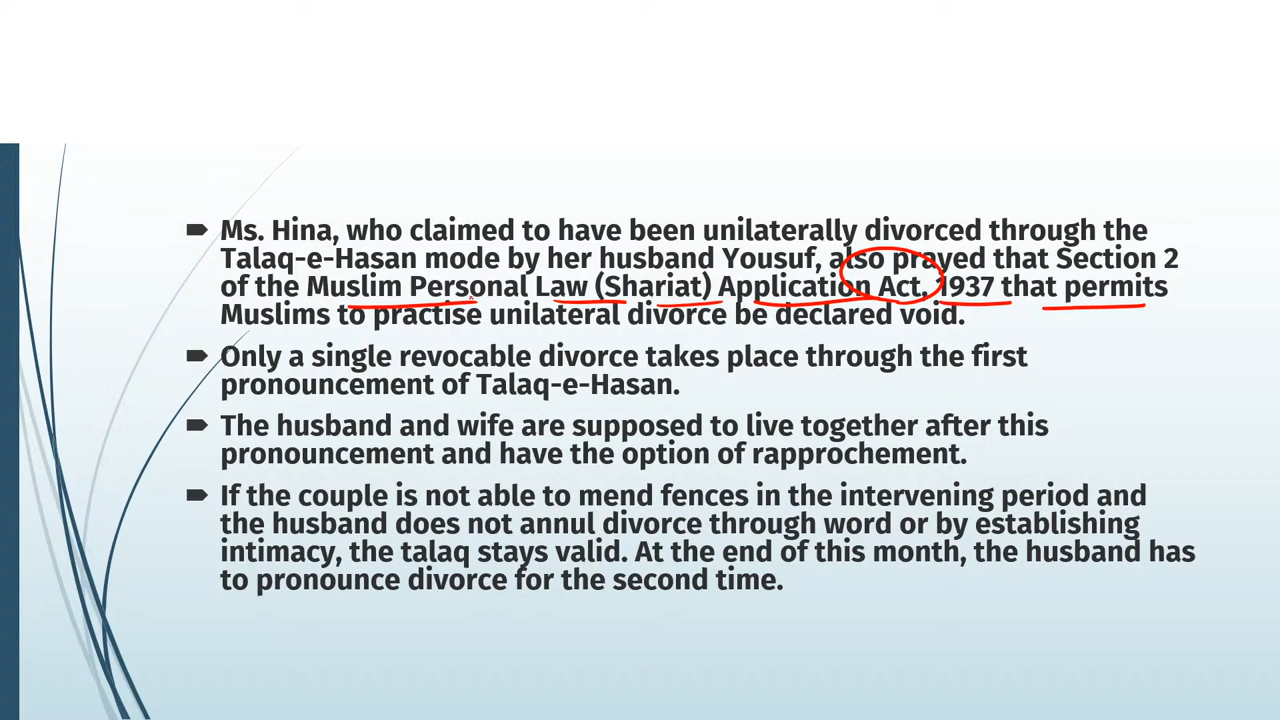 Ms. Hina, who claimed to have been unilaterally divorced through the
Talaq-e-Hasan mode by her husband Yousuf, also prayed that Section 2
of the Muslim Personal Law (Shariat) Application Act, 1937 that permits
Muslims to practise unilateral divorce be declared void.
Only a single revocable divorce takes place through the first
pronouncement of Talaq-e-Hasan.
The husband and wife are supposed to live together after this
pronouncement and have the option of rapprochement.
If the couple is not able to mend fences in the intervening period and
the husband does not annul divorce through word or by establishing
intimacy, the talaq stays valid. At the end of this month, the husband has
to pronounce divorce for the second time.